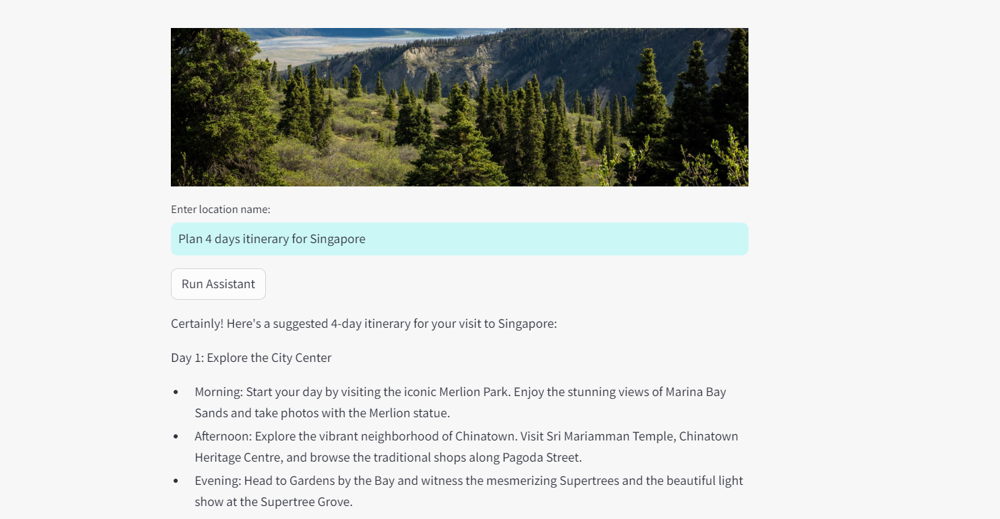 Enter location name:
Plan 4 days itinerary for Singapore
Run Assistant
Certainly! Here's a suggested 4-day itinerary for your visit to Singapore:
Day 1: Explore the City Center
• Morning: Start your day by visiting the iconic Merlion Park. Enjoy the stunning views of Marina Bay
Sands and take photos with the Merlion statue.
• Afternoon: Explore the vibrant neighborhood of Chinatown. Visit Sri Mariamman Temple, Chinatown
Heritage Centre, and browse the traditional shops along Pagoda Street.
• Evening: Head to Gardens by the Bay and witness the mesmerizing Supertrees and the beautiful light
show at the Supertree Grove.